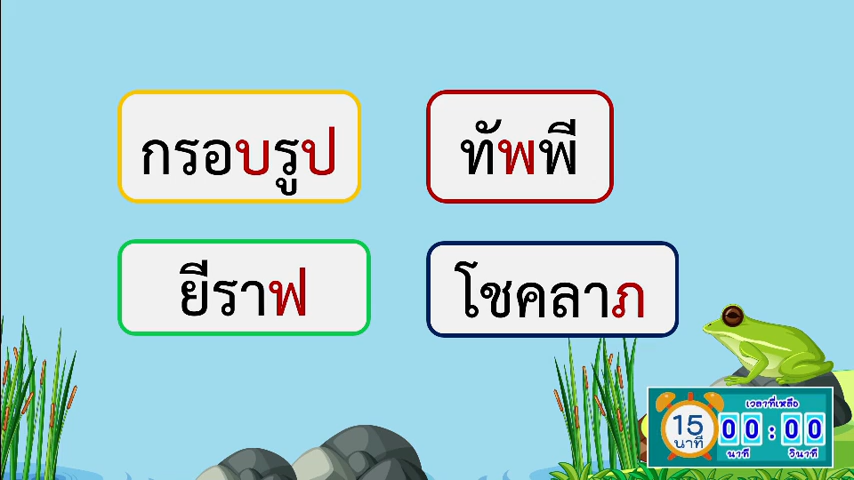 กรอบรูป
ทัพพี
ยีราฟ
โชคลาภ
เวลาที่เหลือ
15
นาที
00:00
นาที
วินาที